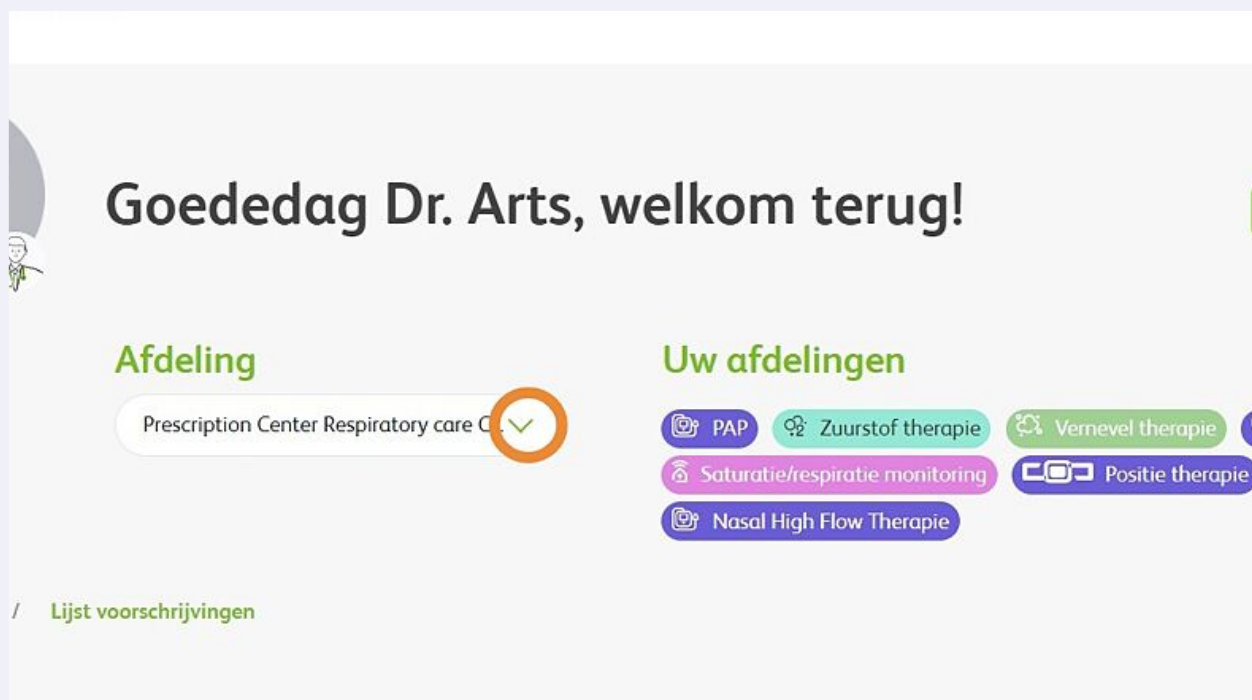 Goededag Dr. Arts, welkom terug!
Afdeling
Prescription Center Respiratory care
Uw afdelingen
PAP Zuurstof therapie Vernevel therapie
Saturatie/respiratie monitoring Positie therapie
Nasal High Flow Therapie
/ Lijst voorschrijvingen